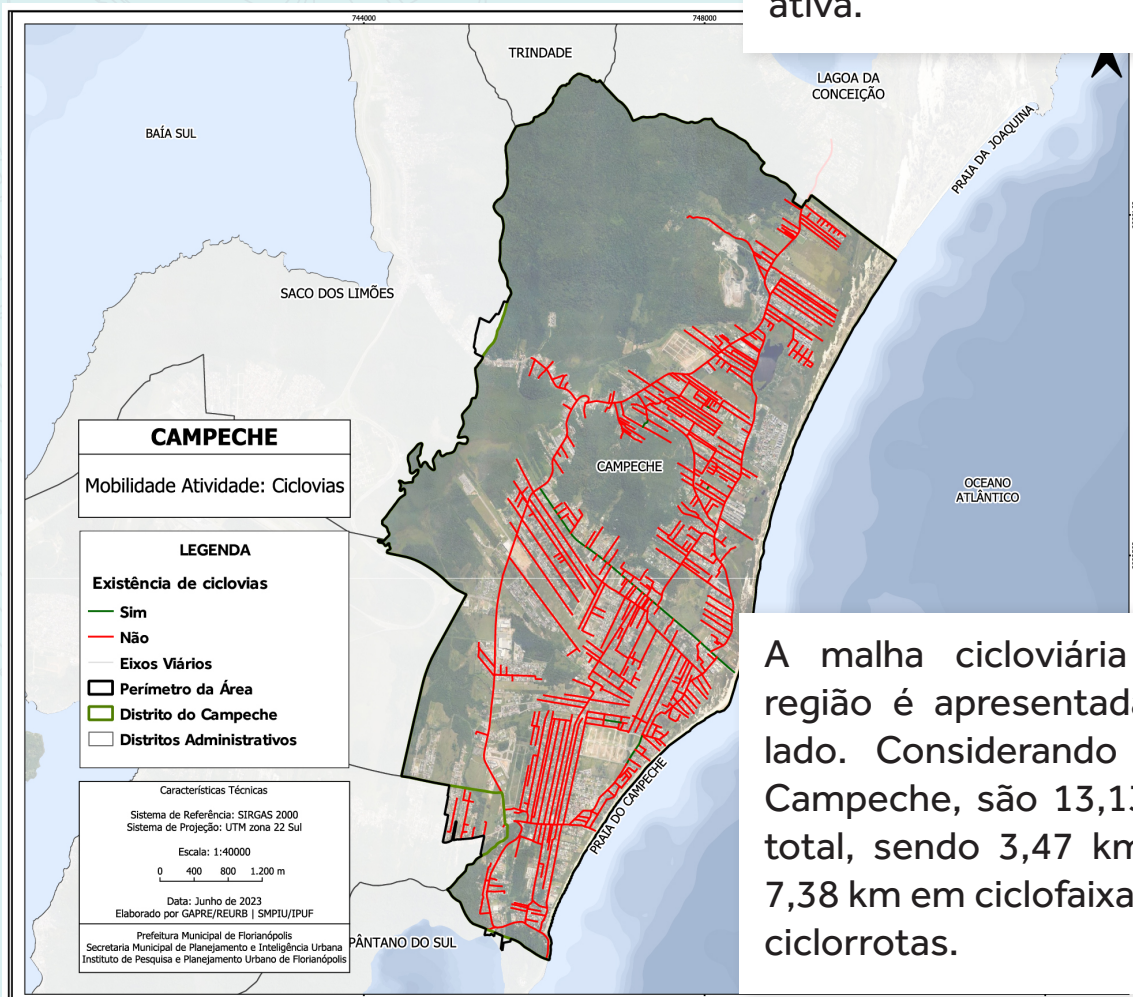 ativa.
744000
748000
TRINDADE
LAGOA DA
CONCEIÇÃO
BAÍA SUL
PRAIA DA JOAQUINA
SACO DOS LIMÕES
CAMPECHE
OCEANO
ATLÂNTICO
PRAIA DO CAMPECHE
PÂNTANO DO SUL
CAMPECHE
Mobilidade Atividade: Ciclovias
LEGENDA
Existência de ciclovias
Sim
Não
Eixos Viários
Perímetro da Área
Distrito do Campeche
Distritos Administrativos
Características Técnicas
Sistema de Referência: SIRGAS 2000
Sistema de Projeção: UTM zona 22 Sul
Escala: 1:40000
0 400 800 1.200 m
Data: Junho de 2023
Elaborado por GAPRE/REURB | SMPIU/IPUF
Prefeitura Municipal de Florianópolis
Secretaria Municipal de Planejamento e Inteligência Urbana
Instituto de Pesquisa e Planejamento Urbano de Florianópolis
A malha cicloviária
região é apresentada
lado. Considerando
Campeche, são 13,13
total, sendo 3,47 km
7,38 km em ciclofaixa
ciclorrotas.